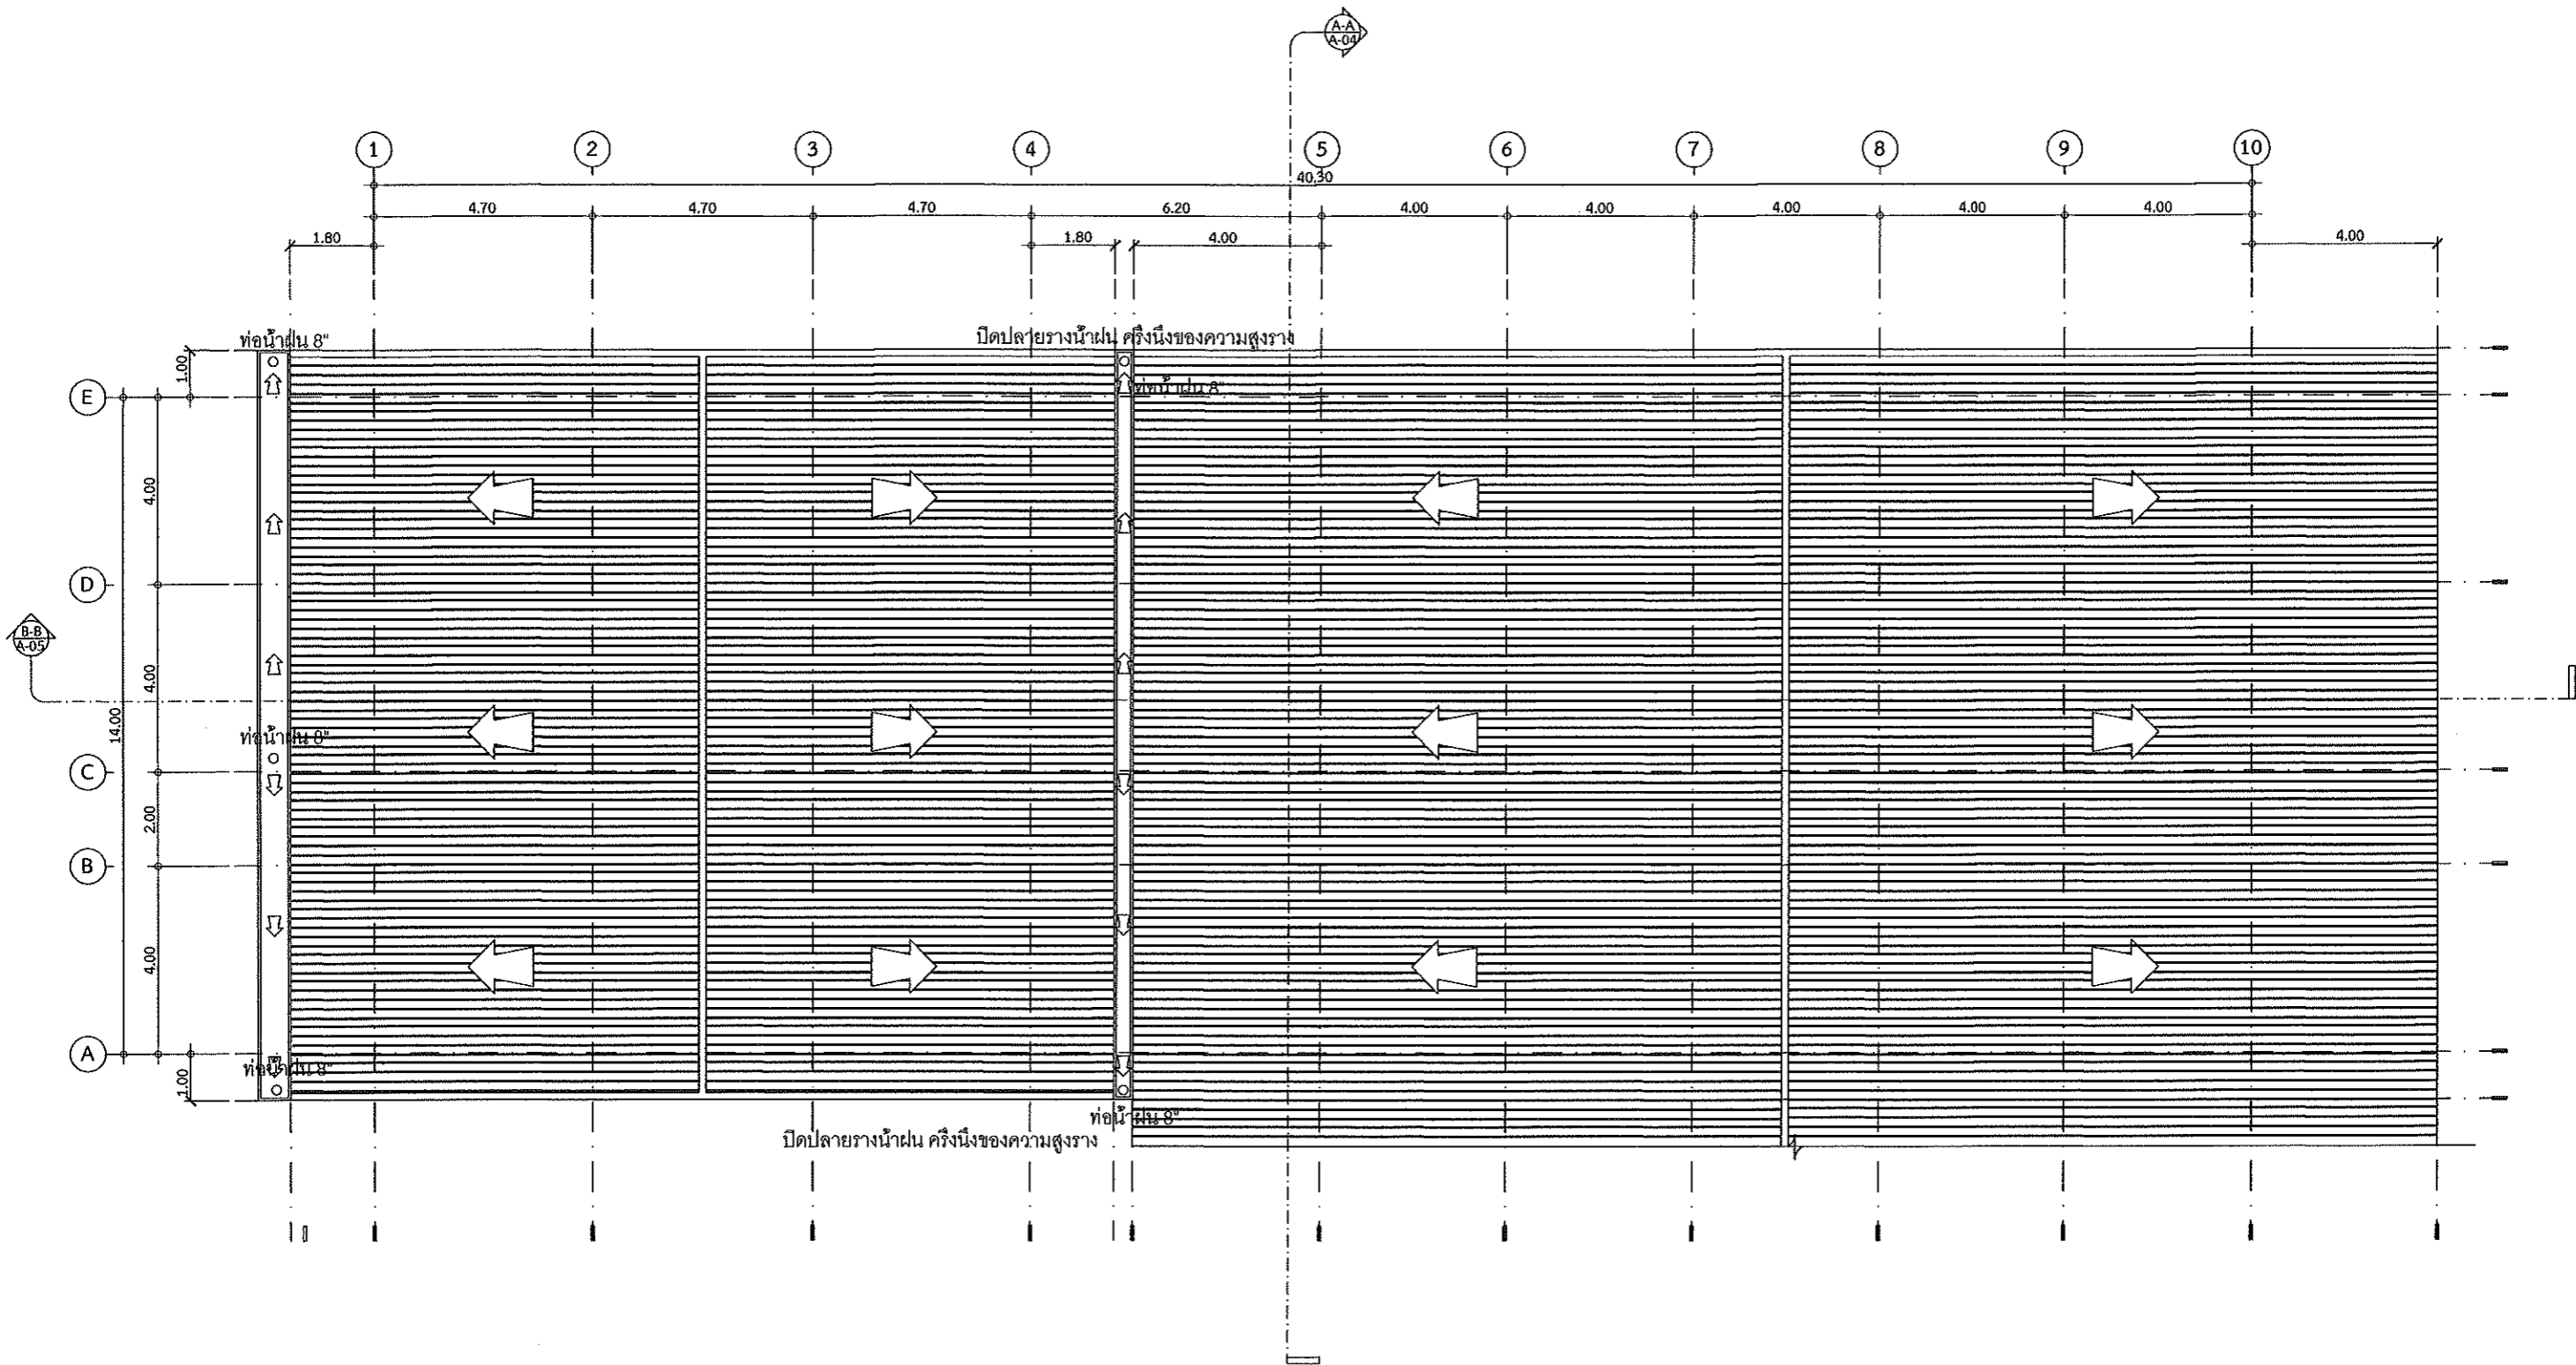 A-A
A-04
1 2 3 4 5 6 7 8 9 10
40.30
4.70 4.70 4.70 6.20 4.00 4.00 4.00 4.00 4.00
1.80 1.80 4.00 4.00
ท่อน้ำฝน 8"
ปิดปลายรางน้ำฝน ครึ่งนึงของความสูงราง
1.00
ท่อน้ำฝน 8"
E
4.00
D
B-B
A-05
4.00
14.00
ท่อน้ำฝน 8"
C
2.00
B
4.00
A
ท่อน้ำฝน 8"
1.00
ท่อน้ำฝน 8"
ปิดปลายรางน้ำฝน ครึ่งนึงของความสูงราง